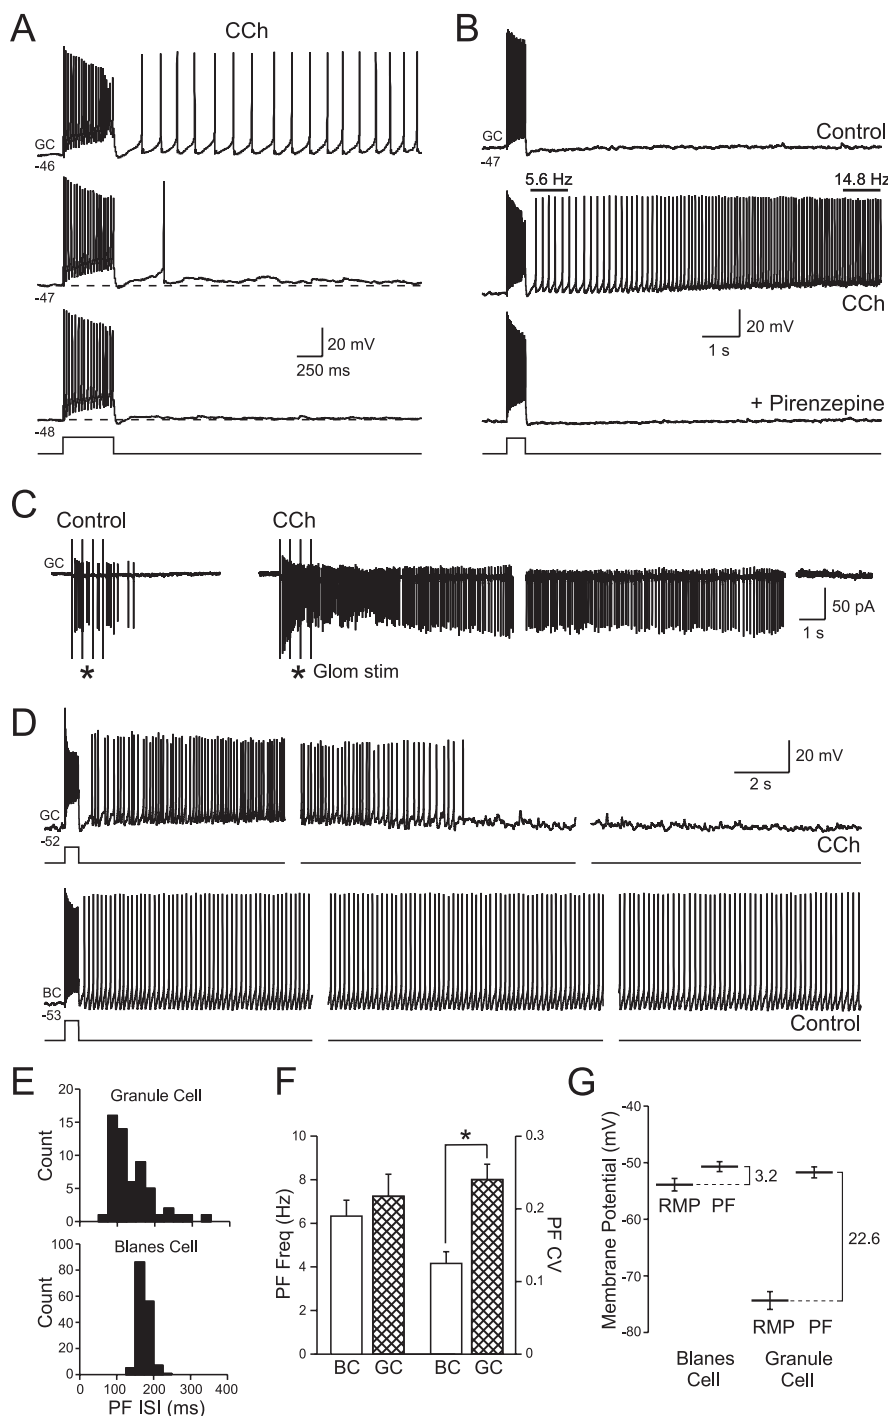 A
CCh
GC
-46
-47
20 mV
250 ms
-48
B
GC
-47
Control
5.6 Hz
14.8 Hz
CCh
20 mV
1 s
+ Pirenzepine
C
Control
CCh
GC
50 pA
1 s
*
* Glom stim
D
20 mV
2 s
GC
-52
CCh
BC
-53
Control
E
20
15
10
5
0
Count
Granule Cell
100
80
60
40
20
0
Count
Blanes Cell
0 100 200 300 400
PF ISI (ms)
F
10
8
6
4
2
0
PF Freq (Hz)
*
0.3
0.2
0.1
0
PF CV
BC GC BC GC
G
-40
-50
-60
-70
-80
Membrane Potential (mV)
3.2
RMP PF
22.6
RMP PF
Blanes
Cell
Granule
Cell